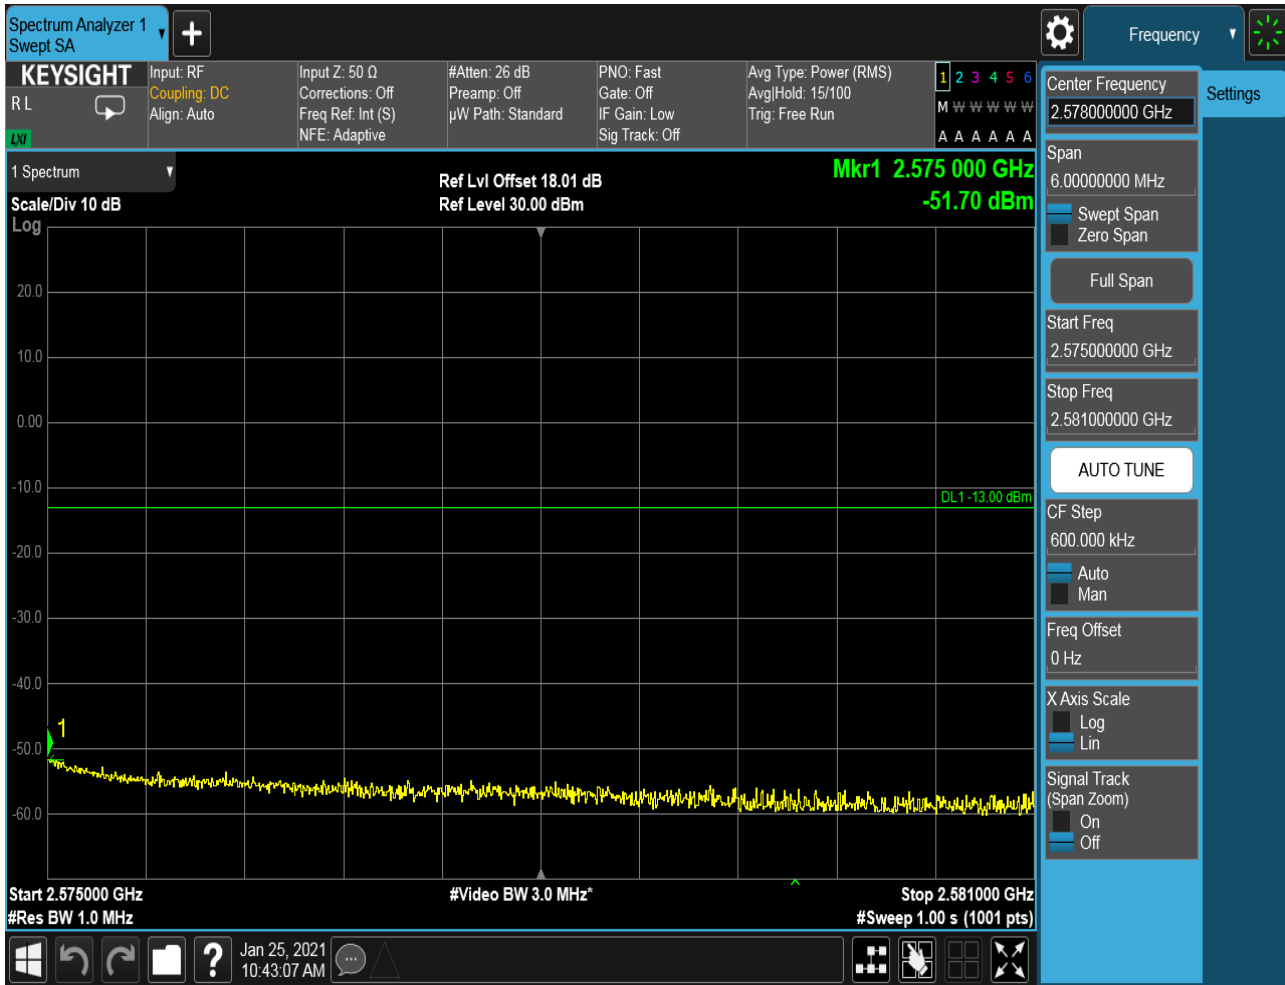 Spectrum Analyzer 1
Swept SA
+
Frequency
KEYSIGHT
R L
LXI
Input: RF
Coupling: DC
Align: Auto
Input Z: 50 Ω
Corrections: Off
Freq Ref: Int (S)
NFE: Adaptive
#Atten: 26 dB
Preamp: Off
µW Path: Standard
PNO: Fast
Gate: Off
IF Gain: Low
Sig Track: Off
Avg Type: Power (RMS)
Avg|Hold: 15/100
Trig: Free Run
1 2 3 4 5 6
M W W W W W
A A A A A A
1 Spectrum
Scale/Div 10 dB
Log
Ref Lvl Offset 18.01 dB
Ref Level 30.00 dBm
Mkr1 2.575 000 GHz
-51.70 dBm
20.0
10.0
0.00
-10.0
-20.0
-30.0
-40.0
-50.0
-60.0
DL1 -13.00 dBm
1
Start 2.575000 GHz
#Res BW 1.0 MHz
#Video BW 3.0 MHz*
Stop 2.581000 GHz
#Sweep 1.00 s (1001 pts)
?
Jan 25, 2021
10:43:07 AM
Center Frequency
2.578000000 GHz
Settings
Span
6.00000000 MHz
Swept Span
Zero Span
Full Span
Start Freq
2.575000000 GHz
Stop Freq
2.581000000 GHz
AUTO TUNE
CF Step
600.000 kHz
Auto
Man
Freq Offset
0 Hz
X Axis Scale
Log
Lin
Signal Track
(Span Zoom)
On
Off